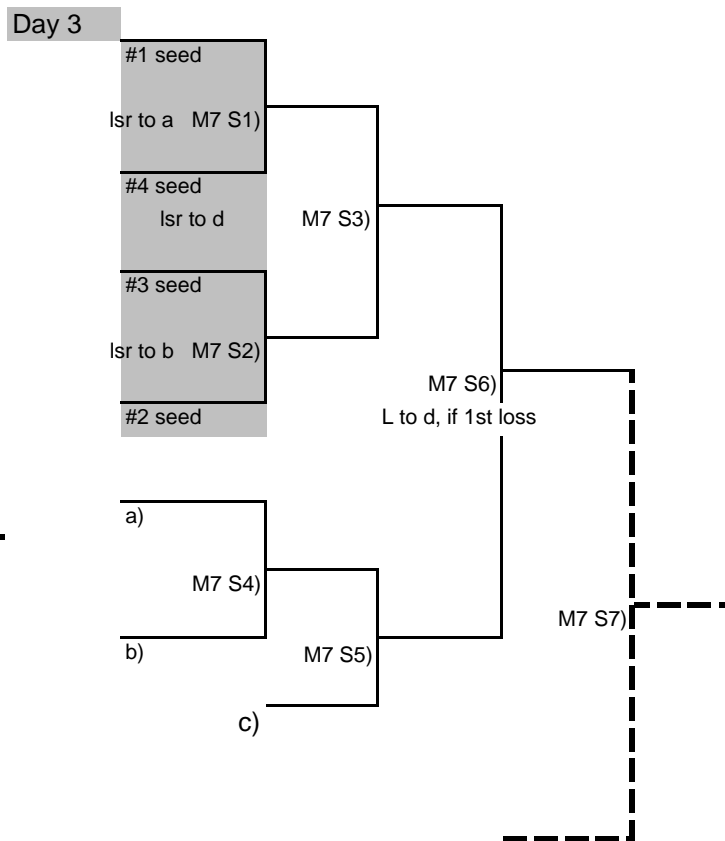 Day 3
#1 seed
lsr to a M7 S1)
#4 seed
lsr to d
M7 S3)
#3 seed
lsr to b M7 S2)
M7 S6)
#2 seed
L to d, if 1st loss
a)
M7 S4)
M7 S7)
b)
M7 S5)
c)